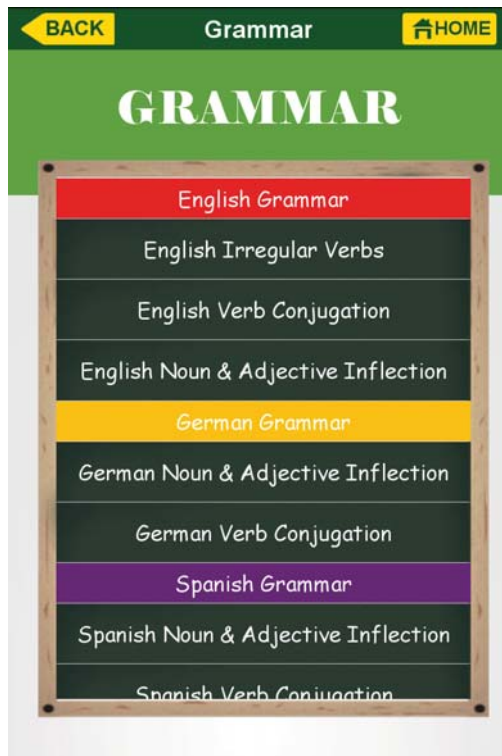 BACK Grammar HOME
GRAMMAR
English Grammar
English Irregular Verbs
English Verb Conjugation
English Noun & Adjective Inflection
German Grammar
German Noun & Adjective Inflection
German Verb Conjugation
Spanish Grammar
Spanish Noun & Adjective Inflection
Spanish Verb Conjugation